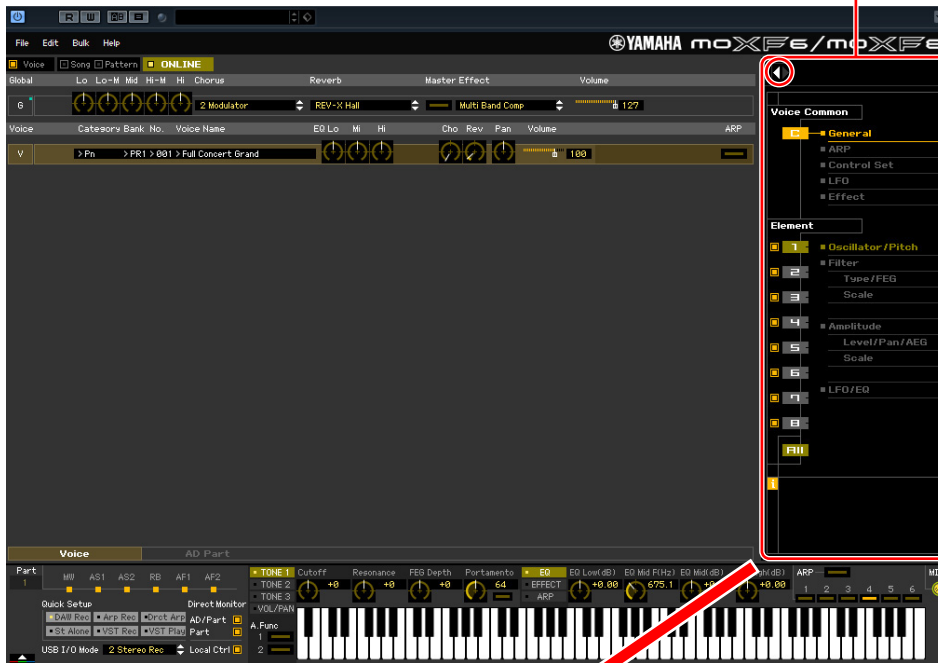 R W AB E
File Edit Bulk Help
YAMAHA MOXF6/MOXF8
Voice Song Pattern ONLINE
Global Lo Lo-M Mid Hi-M Hi Chorus Reverb Master Effect Volume
G 2 Modulator REV-X Hall Multi Band Comp 127
Voice Category Bank No. Voice Name EQ Lo Mi Hi Cho Rev Pan Volume ARP
V >Pn >PR1 >001 >Full Concert Grand 100
Voice Common
C General
ARP
Control Set
LFO
Effect
Element
1 Oscillator/Pitch
Filter
2 Type/FEG
3 Scale
4 Amplitude
5 Level/Pan/AEG
Scale
6
7 LFO/EQ
8
All
i
Voice AD Part
Part
1
MW AS1 AS2 RB AF1 AF2
Quick Setup Direct Monitor
DAW Rec Arp Rec Drct Arp AD/Part
St Alone VST Rec VST Play Part
USB I/O Mode 2 Stereo Rec Local Ctrl
TONE 1 Cutoff Resonance FEG Depth Portamento EQ EQ Low(dB) EQ Mid F(Hz) EQ Mid(dB) ARP MI
TONE 2 +0 +0 +0 64 EFFECT +0.00 675.1 +0.00
TONE 3 ARP 1 2 3 4 5 6
VOL/PAN
A.Func
1
2